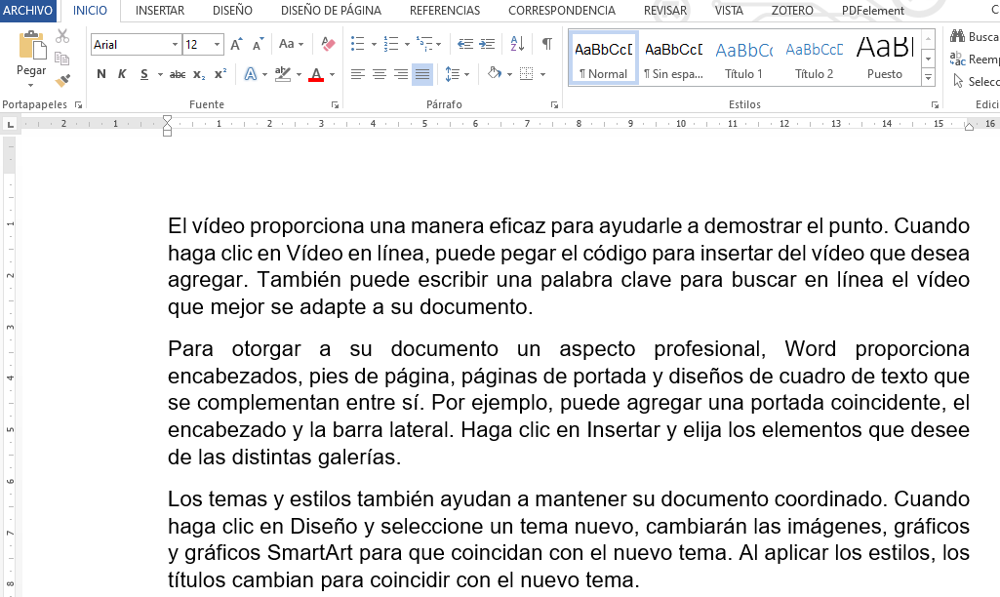 ARCHIVO INICIO INSERTAR DISEÑO DISEÑO DE PÁGINA REFERENCIAS CORRESPONDENCIA REVISAR VISTA ZOTERO PDFelement
Arial 12 Aa Busca
Pegar AaBbCcD AaBbCcD AaBbCc AaBbCcD AaB Reemp
N K S abc x₂ x² A ab A ¶ Normal ¶ Sin espa... Título 1 Título 2 Puesto Selecc
Portapapeles Fuente Párrafo Estilos Edici
L 2 1 1 2 3 4 5 6 7 8 9 10 11 12 13 14 15 16
El vídeo proporciona una manera eficaz para ayudarle a demostrar el punto. Cuando
haga clic en Vídeo en línea, puede pegar el código para insertar del vídeo que desea
agregar. También puede escribir una palabra clave para buscar en línea el vídeo
que mejor se adapte a su documento.
Para otorgar a su documento un aspecto profesional, Word proporciona
encabezados, pies de página, páginas de portada y diseños de cuadro de texto que
se complementan entre sí. Por ejemplo, puede agregar una portada coincidente, el
encabezado y la barra lateral. Haga clic en Insertar y elija los elementos que desee
de las distintas galerías.
Los temas y estilos también ayudan a mantener su documento coordinado. Cuando
haga clic en Diseño y seleccione un tema nuevo, cambiarán las imágenes, gráficos
y gráficos SmartArt para que coincidan con el nuevo tema. Al aplicar los estilos, los
títulos cambian para coincidir con el nuevo tema.